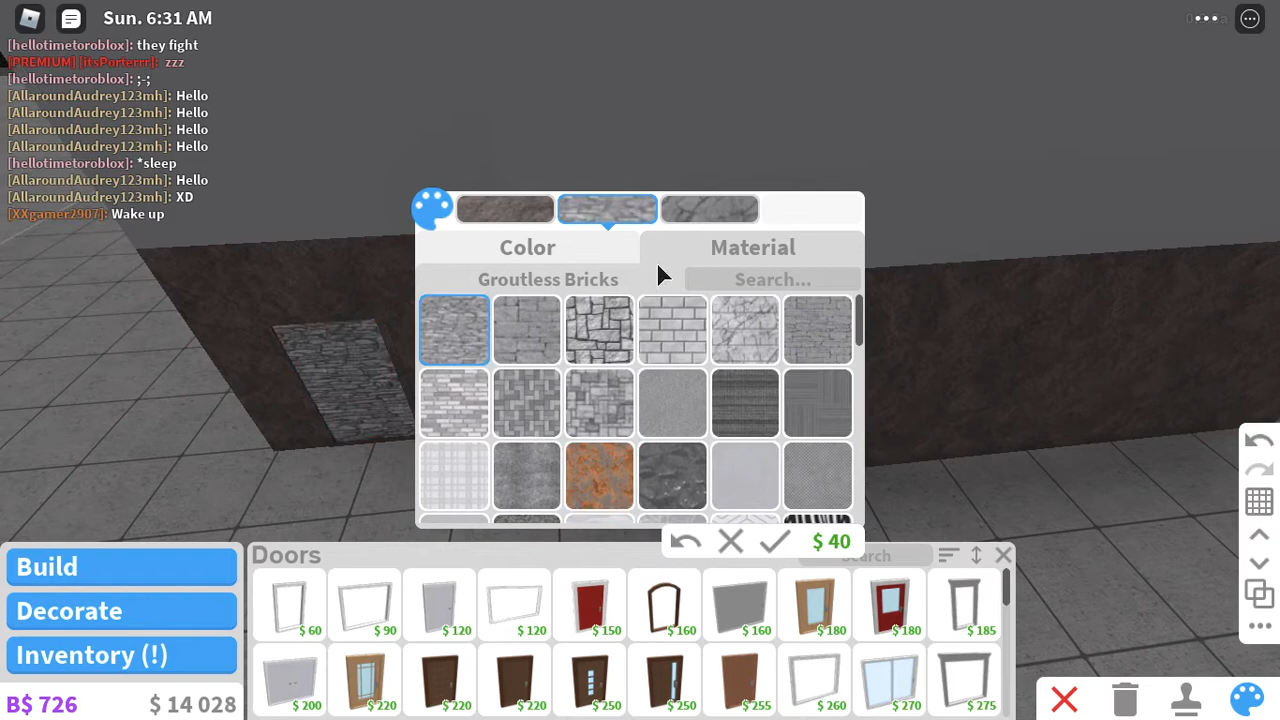 Sun. 6:31 AM
[hellotimetoroblox]: they fight
[PREMIUM] [itsPorterrr]: zzz
[hellotimetoroblox]: ;-;
[AllaroundAudrey123mh]: Hello
[AllaroundAudrey123mh]: Hello
[AllaroundAudrey123mh]: Hello
[AllaroundAudrey123mh]: Hello
[hellotimetoroblox]: *sleep
[AllaroundAudrey123mh]: Hello
[AllaroundAudrey123mh]: XD
[XXgamer2907]: Wake up
Color Material
Groutless Bricks Search...
$ 40
Doors Search
$ 60 $ 90 $ 120 $ 120 $ 150 $ 160 $ 160 $ 180 $ 180 $ 185
$ 200 $ 220 $ 220 $ 220 $ 250 $ 250 $ 255 $ 260 $ 270 $ 275
Build
Decorate
Inventory (!)
B$ 726 $ 14 028